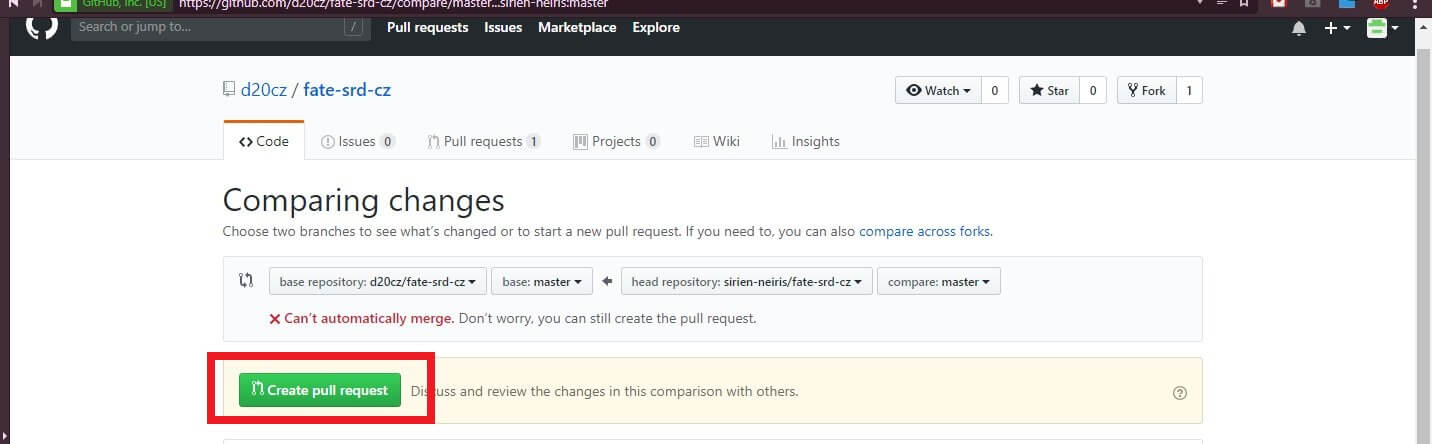 GitHub, Inc. [US] https://github.com/d20cz/fate-srd-cz/compare/master...sirien-neiris:master
Search or jump to... / Pull requests Issues Marketplace Explore
d20cz / fate-srd-cz Watch 0 Star 0 Fork 1
Code Issues 0 Pull requests 1 Projects 0 Wiki Insights
Comparing changes
Choose two branches to see what’s changed or to start a new pull request. If you need to, you can also compare across forks.
base repository: d20cz/fate-srd-cz base: master head repository: sirien-neiris/fate-srd-cz compare: master
Can’t automatically merge. Don’t worry, you can still create the pull request.
Create pull request Discuss and review the changes in this comparison with others.